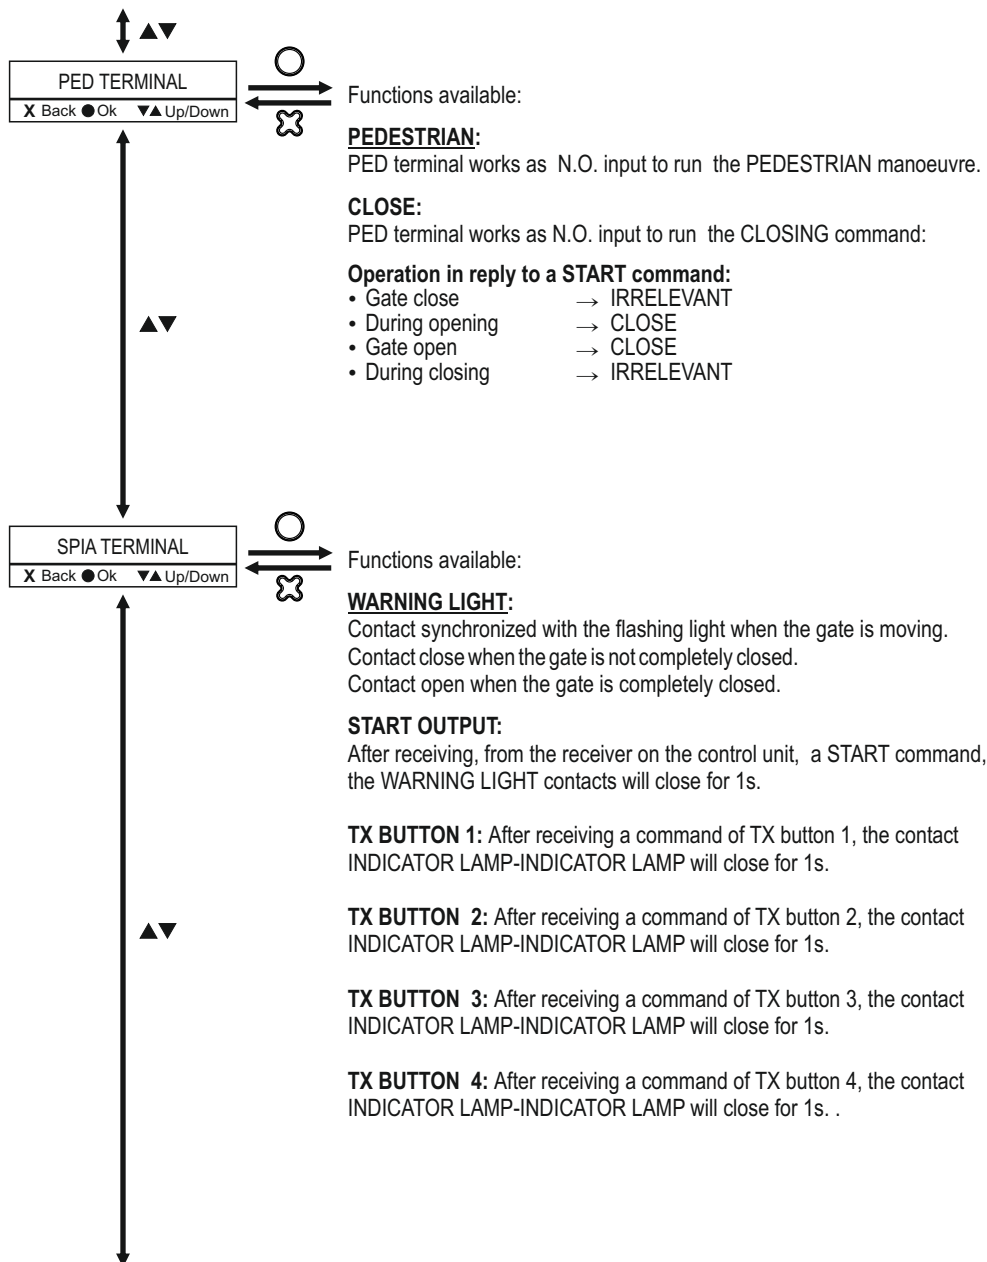 ▲▼
PED TERMINAL
X Back ●Ok ▼▲Up/Down
Functions available:
PEDESTRIAN:
PED terminal works as N.O. input to run the PEDESTRIAN manoeuvre.
CLOSE:
PED terminal works as N.O. input to run the CLOSING command:
Operation in reply to a START command:
• Gate close → IRRELEVANT
• During opening → CLOSE
• Gate open → CLOSE
• During closing → IRRELEVANT
▲▼
SPIA TERMINAL
X Back ●Ok ▼▲Up/Down
Functions available:
WARNING LIGHT:
Contact synchronized with the flashing light when the gate is moving.
Contact close when the gate is not completely closed.
Contact open when the gate is completely closed.
START OUTPUT:
After receiving, from the receiver on the control unit, a START command,
the WARNING LIGHT contacts will close for 1s.
TX BUTTON 1: After receiving a command of TX button 1, the contact
INDICATOR LAMP-INDICATOR LAMP will close for 1s.
TX BUTTON 2: After receiving a command of TX button 2, the contact
INDICATOR LAMP-INDICATOR LAMP will close for 1s.
TX BUTTON 3: After receiving a command of TX button 3, the contact
INDICATOR LAMP-INDICATOR LAMP will close for 1s.
TX BUTTON 4: After receiving a command of TX button 4, the contact
INDICATOR LAMP-INDICATOR LAMP will close for 1s. .
▲▼